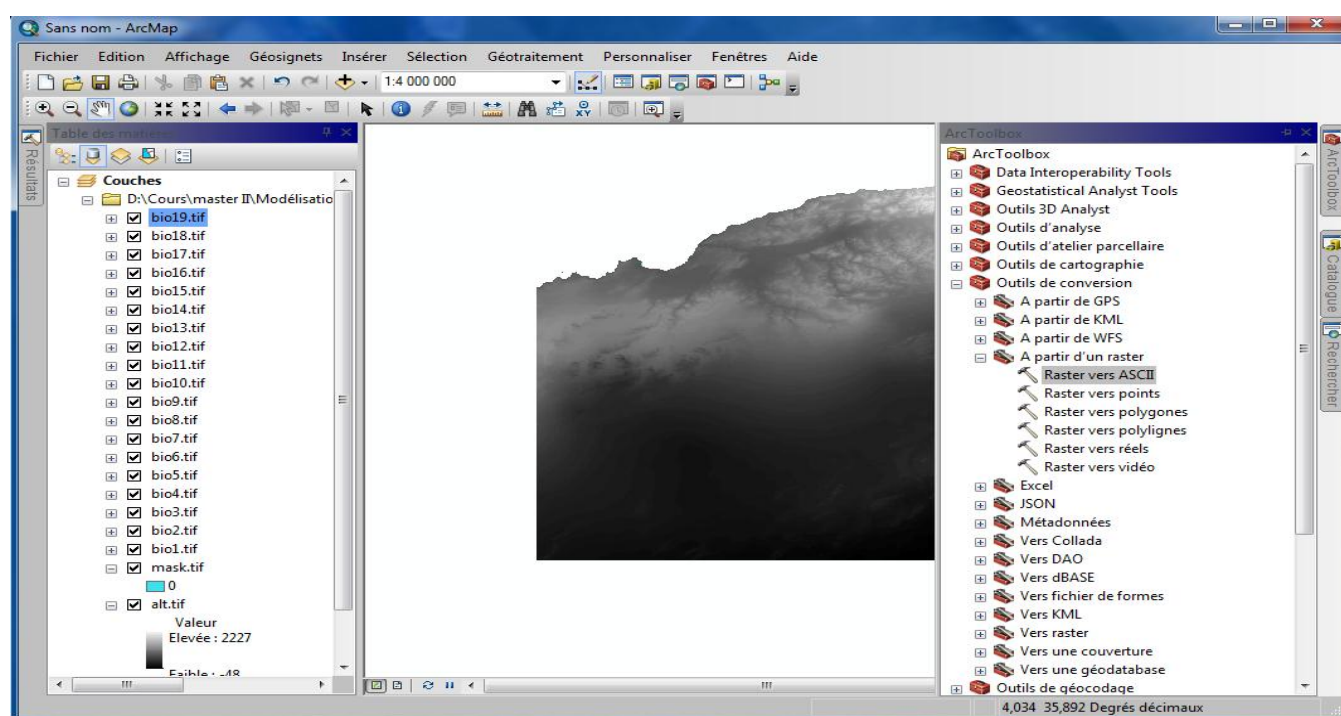 Sans nom - ArcMap
Fichier Edition Affichage Géosignets Insérer Sélection Géotraitement Personnaliser Fenêtres Aide
1:4 000 000
Table des matières
Résultats
Couches
D:\Cours\master II\Modélisatio
bio19.tif
bio18.tif
bio17.tif
bio16.tif
bio15.tif
bio14.tif
bio13.tif
bio12.tif
bio11.tif
bio10.tif
bio9.tif
bio8.tif
bio7.tif
bio6.tif
bio5.tif
bio4.tif
bio3.tif
bio2.tif
bio1.tif
mask.tif
0
alt.tif
Valeur
Elevée : 2227
Faible : -48
ArcToolbox
ArcToolbox
Data Interoperability Tools
Geostatistical Analyst Tools
Outils 3D Analyst
Outils d'analyse
Outils d'atelier parcellaire
Outils de cartographie
Outils de conversion
A partir de GPS
A partir de KML
A partir de WFS
A partir d'un raster
Raster vers ASCII
Raster vers points
Raster vers polygones
Raster vers polylignes
Raster vers réels
Raster vers vidéo
Excel
JSON
Métadonnées
Vers Collada
Vers DAO
Vers dBASE
Vers fichier de formes
Vers KML
Vers raster
Vers une couverture
Vers une géodatabase
Outils de géocodage
ArcToolbox
Catalogue
Rechercher
4,034 35,892 Degrés décimaux